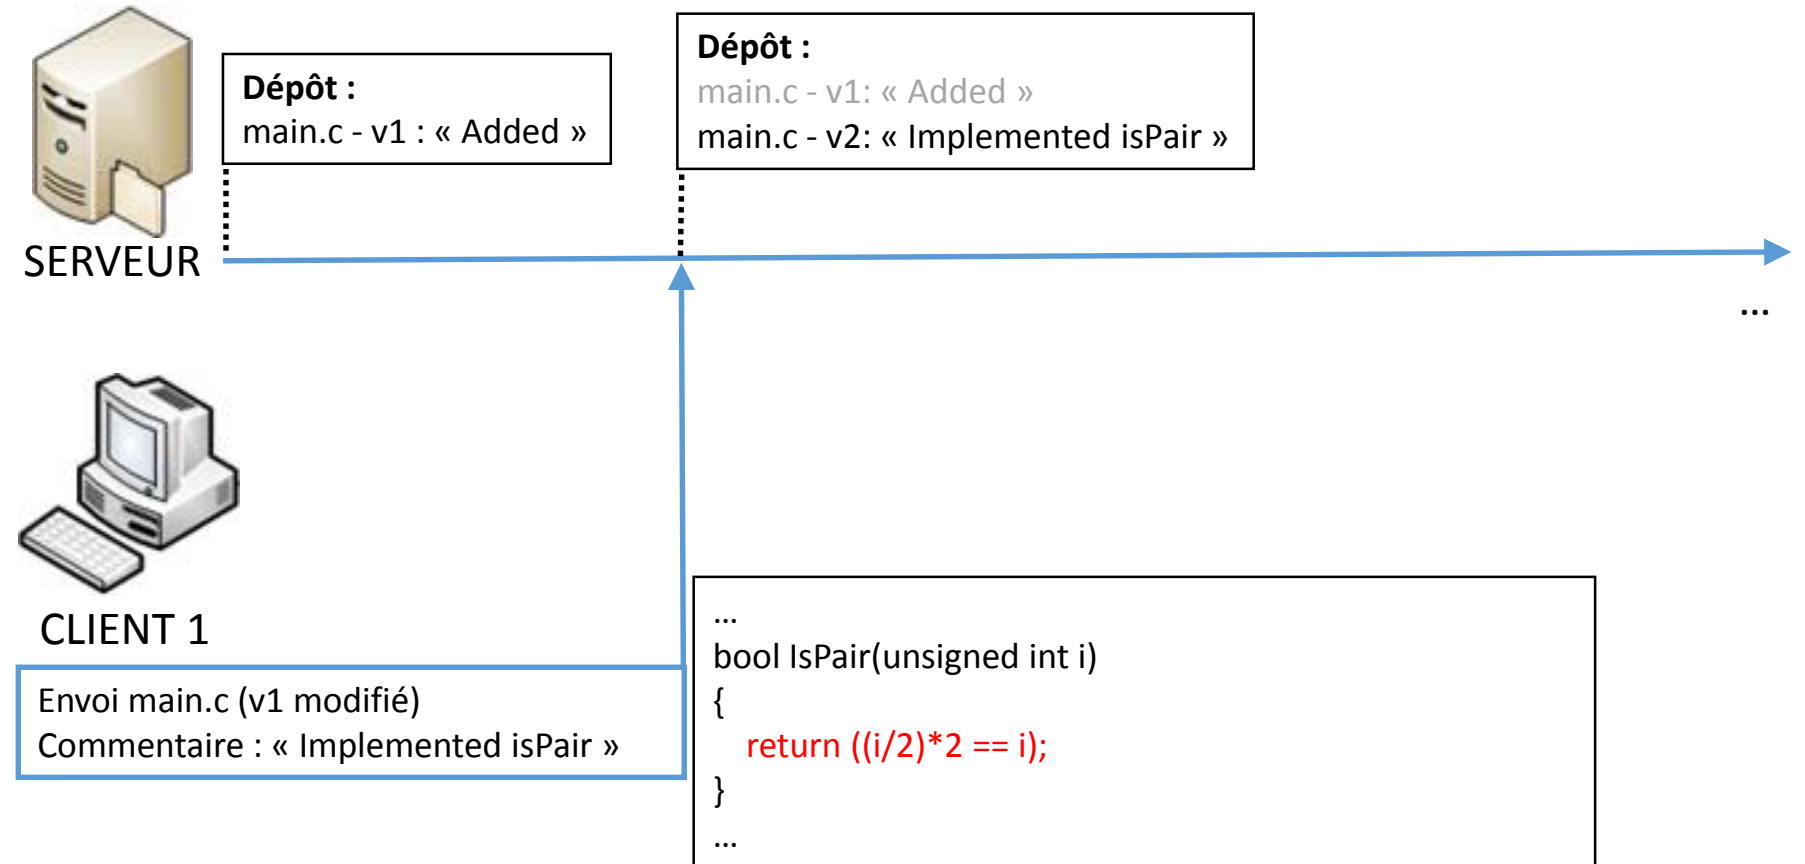 Dépôt :
main.c - v1 : « Added »
Dépôt :
main.c - v1: « Added »
main.c - v2: « Implemented isPair »
SERVEUR
...
CLIENT 1
Envoi main.c (v1 modifié)
Commentaire : « Implemented isPair »
...
bool IsPair(unsigned int i)
{
return ((i/2)*2 == i);
}
...